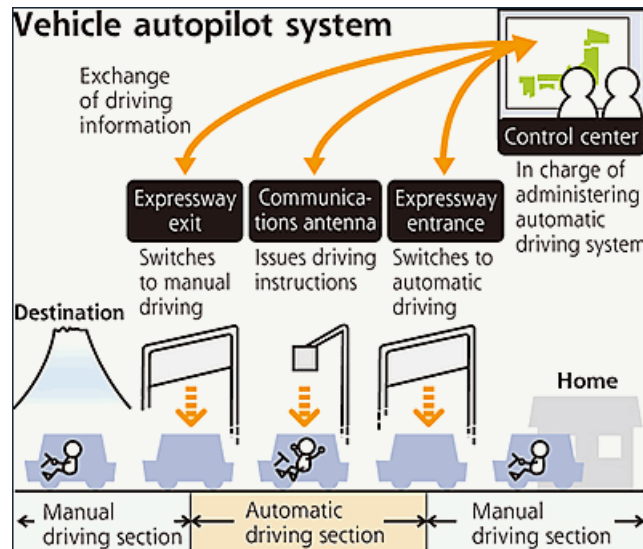 Vehicle autopilot system
Exchange
of driving
information
Control center
In charge of
administering
automatic
driving system
Expressway
exit
Switches
to manual
driving
Communica-
tions antenna
Issues driving
instructions
Expressway
entrance
Switches to
automatic
driving
Destination
Home
Manual
driving section
Automatic
driving section
Manual
driving section